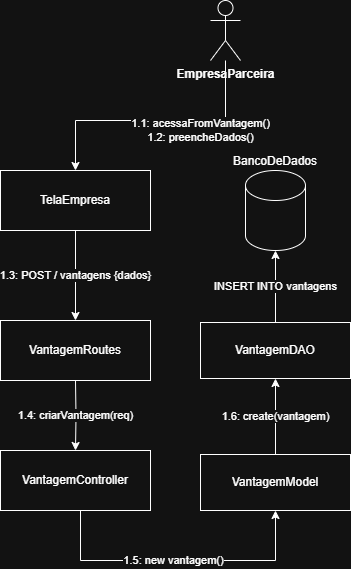 EmpresaParceira
1.1: acessaFromVantagem()
1.2: preencheDados()
BancoDeDados
TelaEmpresa
1.3: POST / vantagens {dados}
INSERT INTO vantagens
VantagemRoutes
VantagemDAO
1.4: criarVantagem(req)
1.6: create(vantagem)
VantagemController
VantagemModel
1.5: new vantagem()